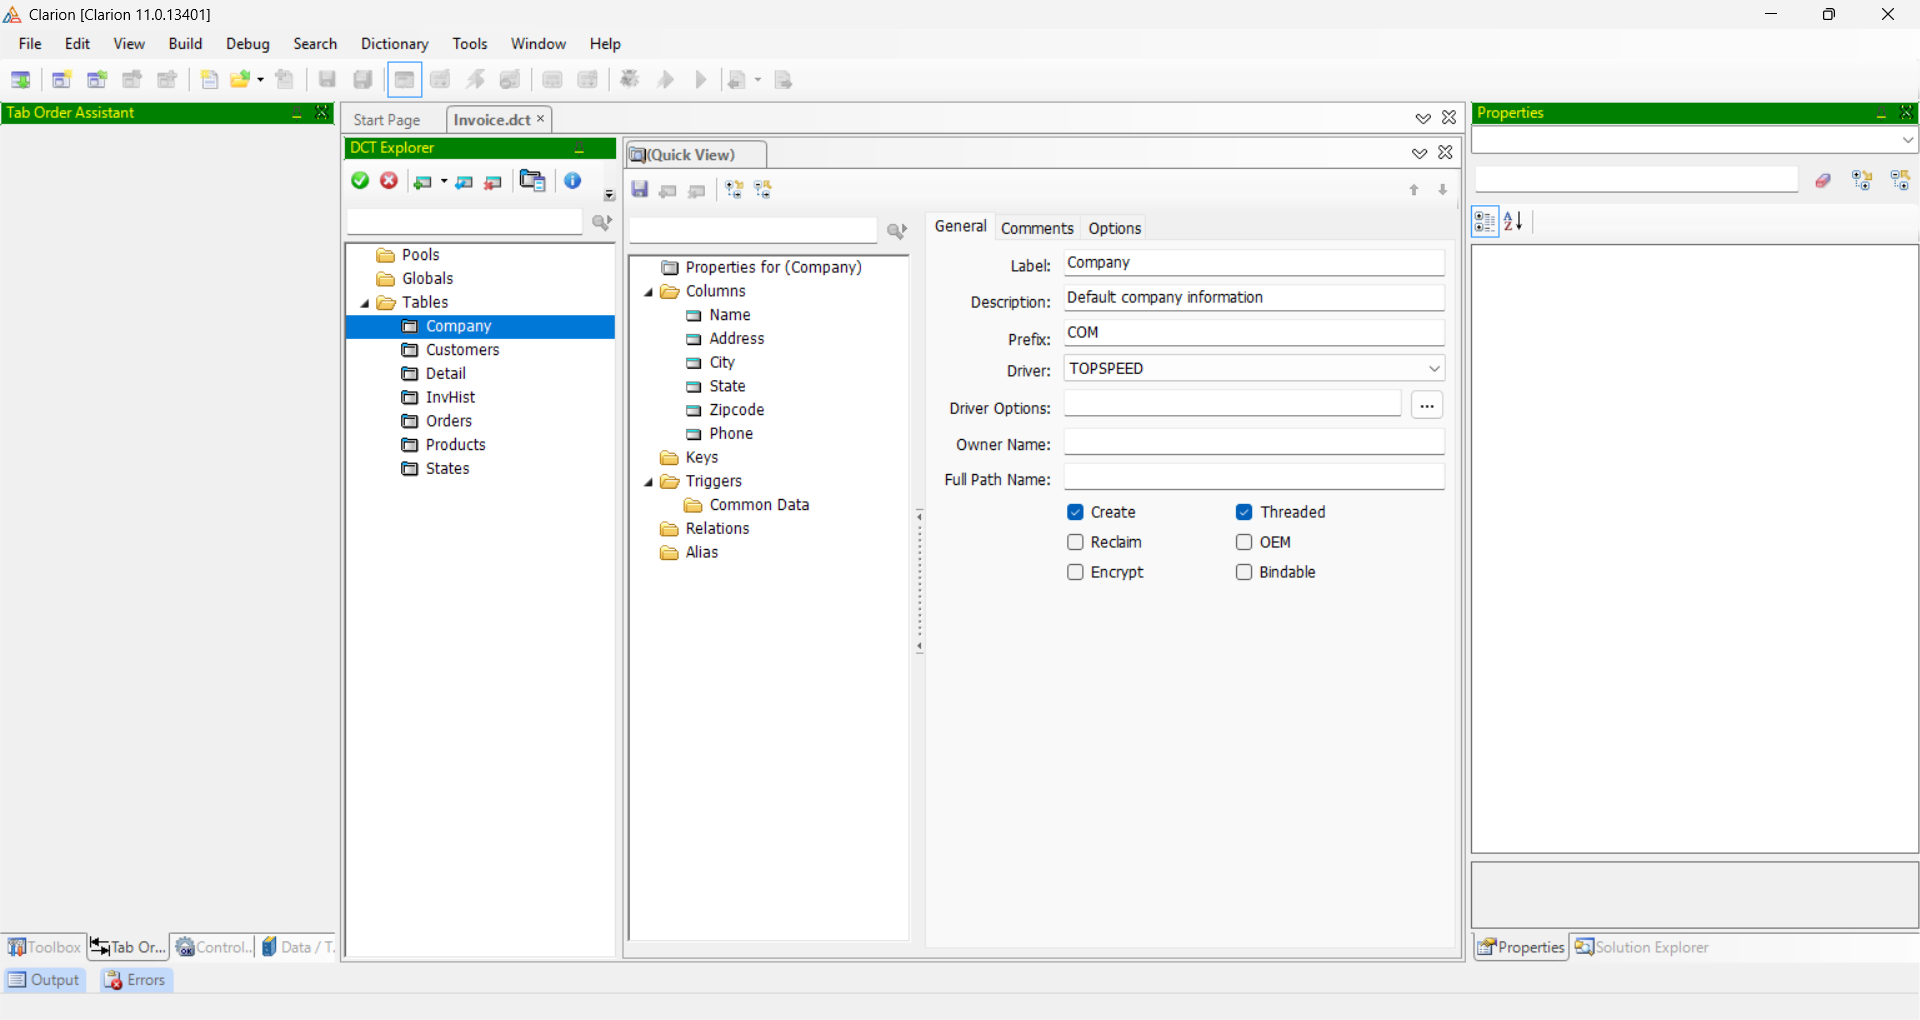 Clarion [Clarion 11.0.13401]
File Edit View Build Debug Search Dictionary Tools Window Help
Tab Order Assistant
Start Page
Invoice.dct
DCT Explorer
Pools
Globals
Tables
Company
Customers
Detail
InvHist
Orders
Products
States
(Quick View)
Properties for (Company)
Columns
Name
Address
City
State
Zipcode
Phone
Keys
Triggers
Common Data
Relations
Alias
General Comments Options
Label: Company
Description: Default company information
Prefix: COM
Driver: TOPSPEED
Driver Options: ...
Owner Name:
Full Path Name:
Create Threaded
Reclaim OEM
Encrypt Bindable
Properties
Toolbox Tab Or... Control... Data / T...
Properties Solution Explorer
Output Errors